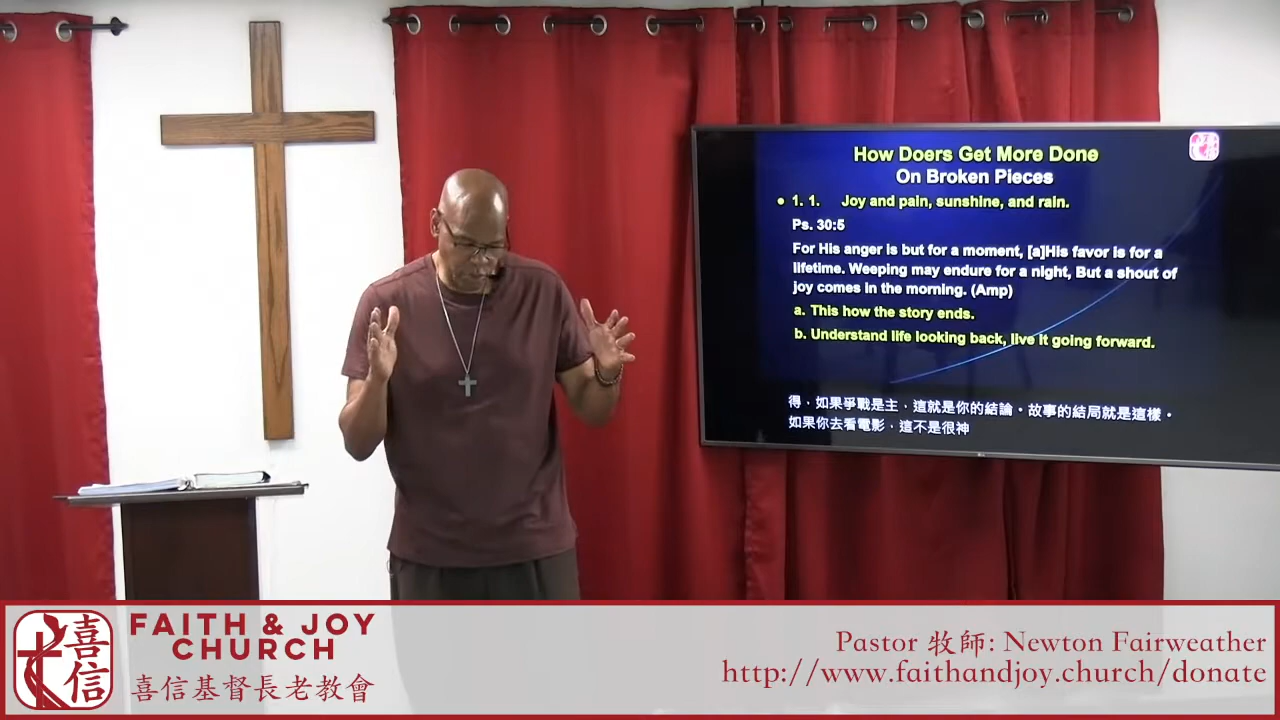 How Doers Get More Done
On Broken Pieces
• 1. 1. Joy and pain, sunshine, and rain.
Ps. 30:5
For His anger is but for a moment, [a]His favor is for a
lifetime. Weeping may endure for a night, But a shout of
joy comes in the morning. (Amp)
a. This how the story ends.
b. Understand life looking back, live it going forward.
得，如果爭戰是主，這就是你的結論。故事的結局就是這樣。
如果你去看電影，這不是很神
喜信
FAITH & JOY
CHURCH
喜信基督長老教會
Pastor 牧師: Newton Fairweather
http://www.faithandjoy.church/donate